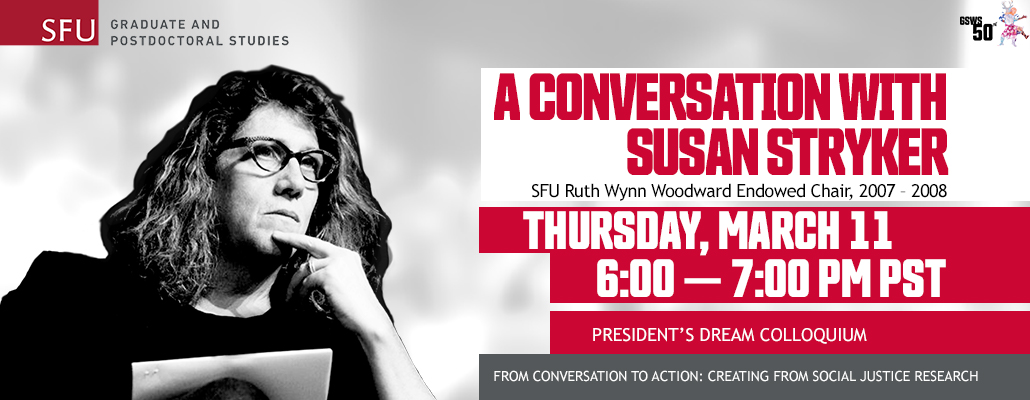 SFU
GRADUATE AND
POSTDOCTORAL STUDIES
GSWS
50
A CONVERSATION WITH
SUSAN STRYKER
SFU Ruth Wynn Woodward Endowed Chair, 2007 - 2008
THURSDAY, MARCH 11
6:00 — 7:00 PM PST
PRESIDENT'S DREAM COLLOQUIUM
FROM CONVERSATION TO ACTION: CREATING FROM SOCIAL JUSTICE RESEARCH